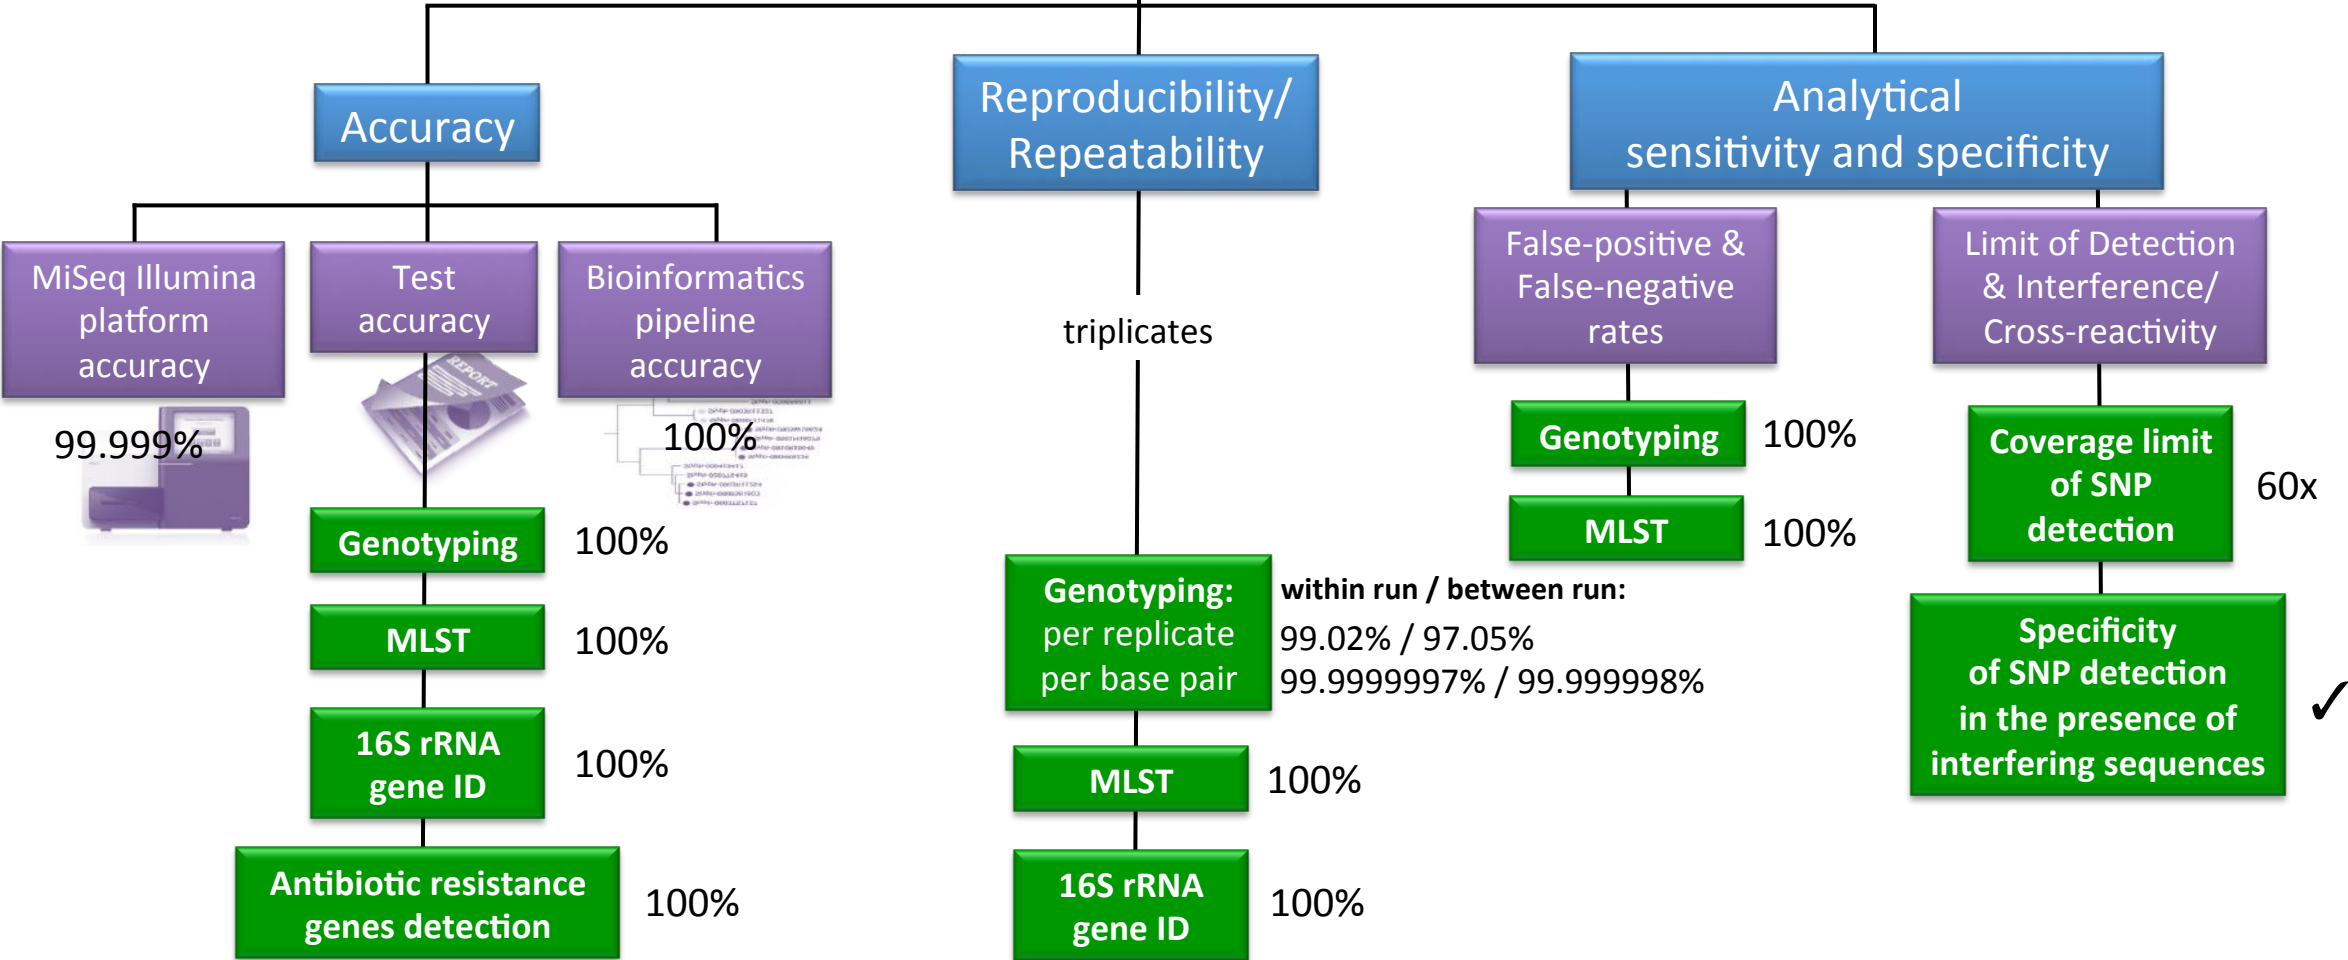 Accuracy
MiSeq Illumina
platform
accuracy
99.999%
Test
accuracy
REPORT
Bioinformatics
pipeline
accuracy
100%
Genotyping
100%
MLST
100%
16S rRNA
gene ID
100%
Antibiotic resistance
genes detection
100%
Reproducibility/
Repeatability
triplicates
Genotyping:
per replicate
per base pair
within run / between run:
99.02% / 97.05%
99.9999997% / 99.999998%
MLST
100%
16S rRNA
gene ID
100%
Analytical
sensitivity and specificity
False-positive &
False-negative
rates
Genotyping
100%
MLST
100%
Limit of Detection
& Interference/
Cross-reactivity
Coverage limit
of SNP
detection
60x
Specificity
of SNP detection
in the presence of
interfering sequences
✓